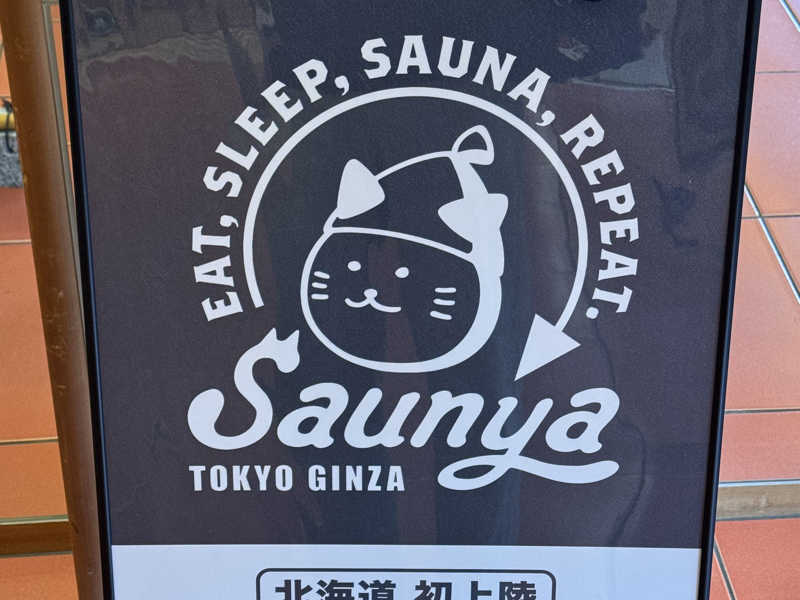 EAT, SLEEP, SAUNA, REPEAT.
Saunya
TOKYO GINZA
北海道 初上陸